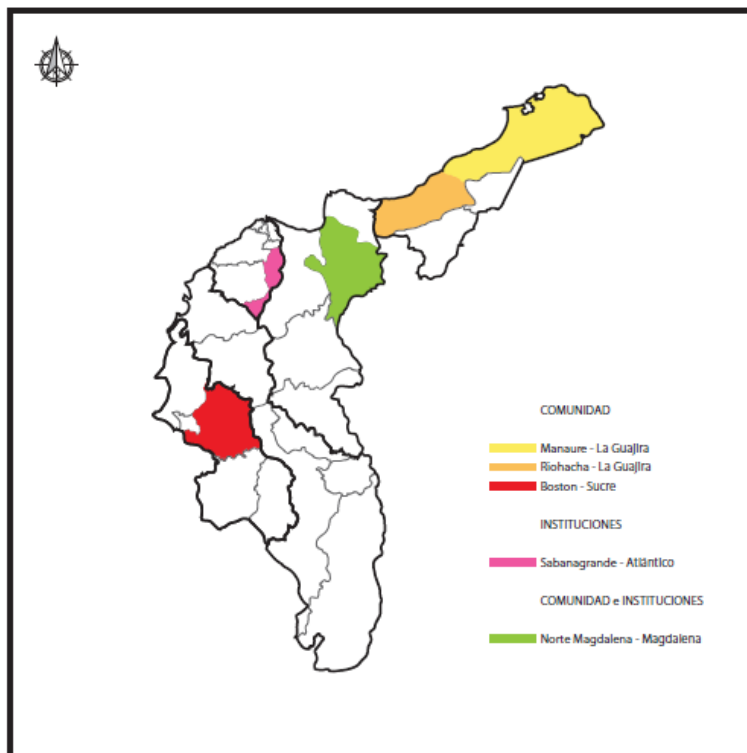 COMUNIDAD
Manaure - La Guajira
Riohacha - La Guajira
Boston - Sucre
INSTITUCIONES
Sabanagrande - Atlántico
COMUNIDAD e INSTITUCIONES
Norte Magdalena - Magdalena